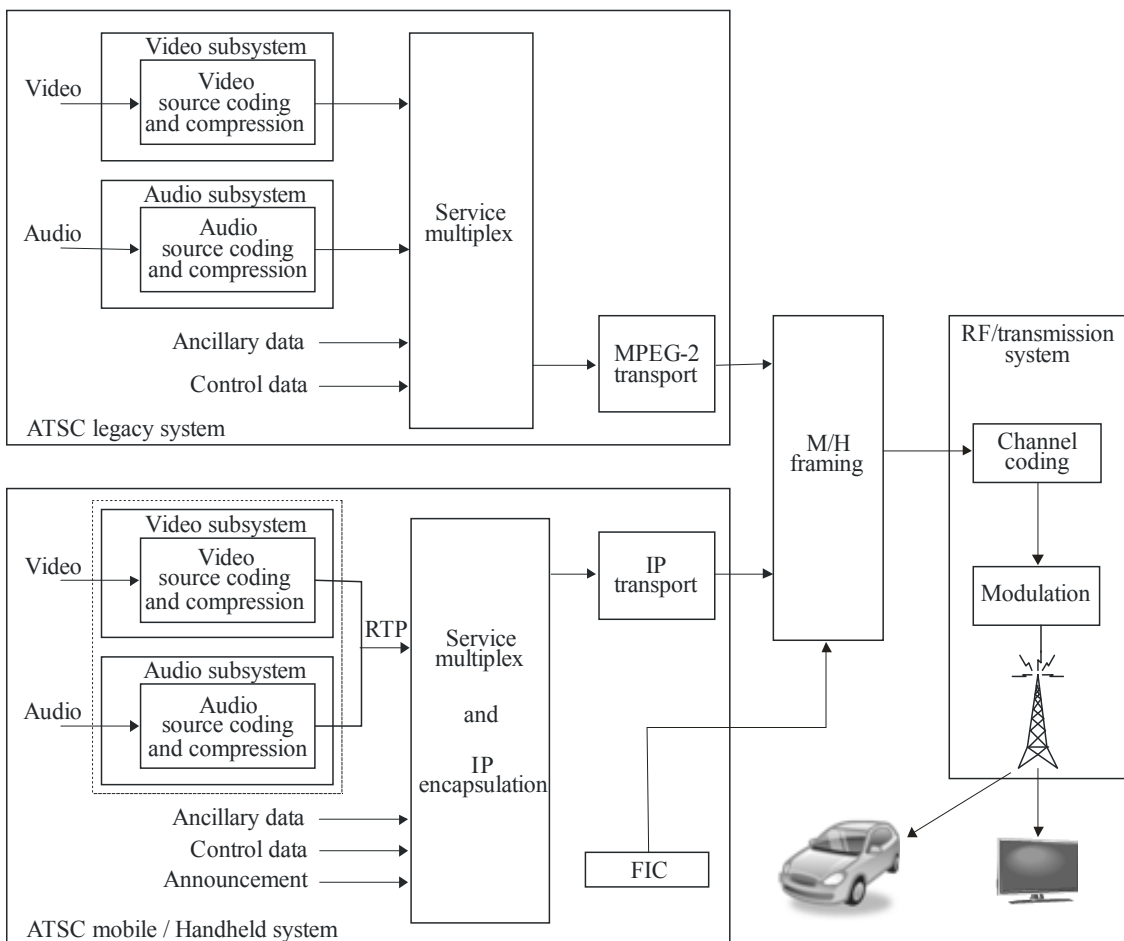 Video subsystem
Video
Video
source coding
and compression
Audio subsystem
Audio
Audio
source coding
and compression
Service
multiplex
Ancillary data
Control data
MPEG-2
transport
ATSC legacy system
M/H
framing
RF/transmission
system
Channel
coding
Modulation
Video subsystem
Video
Video
source coding
and compression
RTP
Audio subsystem
Audio
Audio
source coding
and compression
Service
multiplex
and
IP
encapsulation
IP
transport
Ancillary data
Control data
Announcement
FIC
ATSC mobile / Handheld system